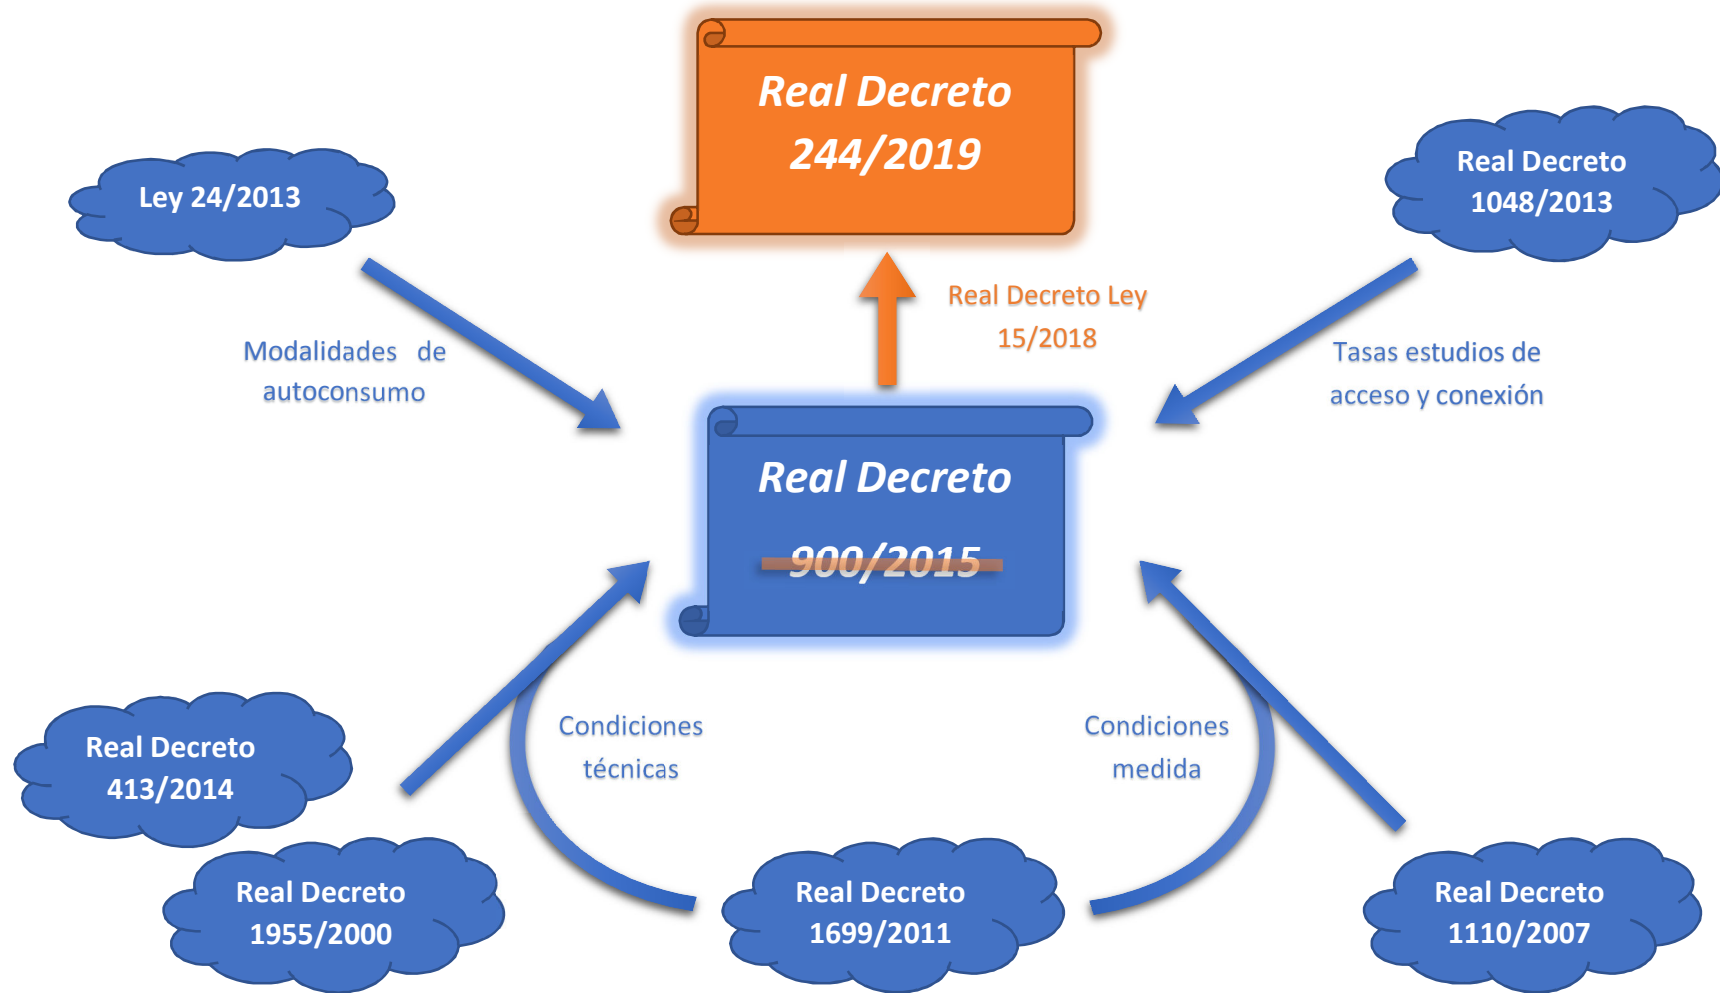 Real Decreto
244/2019
Ley 24/2013
Real Decreto
1048/2013
Real Decreto Ley
15/2018
Modalidades de
autoconsumo
Tasas estudios de
acceso y conexión
Real Decreto
900/2015
Condiciones
técnicas
Condiciones
medida
Real Decreto
413/2014
Real Decreto
1955/2000
Real Decreto
1699/2011
Real Decreto
1110/2007